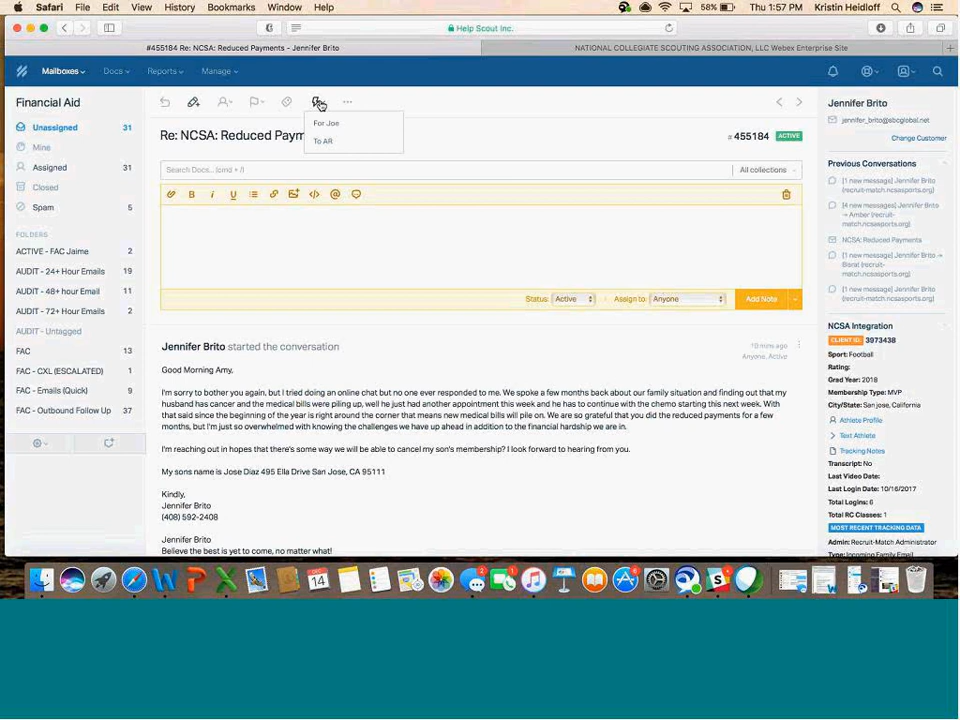 Safari File Edit View History Bookmarks Window Help 58% Thu 1:57 PM Kristin Heidloff
Help Scout Inc.
#455184 Re: NCSA: Reduced Payments - Jennifer Brito
NATIONAL COLLEGIATE SCOUTING ASSOCIATION, LLC Webex Enterprise Site
Mailboxes Docs Reports Manage
Financial Aid
Unassigned 31
Mine
Assigned 31
Closed
Spam 5
FOLDERS
ACTIVE - FAC Jaime 2
AUDIT - 24+ Hour Emails 19
AUDIT - 48+ hour Email 11
AUDIT - 72+ Hour Emails 2
AUDIT - Untagged
FAC 13
FAC - CXL (ESCALATED) 1
FAC - Emails (Quick) 9
FAC - Outbound Follow Up 37
For Joe
To AR
Re: NCSA: Reduced Paym
# 455184 ACTIVE
Search Docs... (cmd + /)
All collections
B i U
Status: Active
Assign to: Anyone
Add Note
Jennifer Brito started the conversation
Anyone, Active
Good Morning Amy,
I'm sorry to bother you again, but i tried doing an online chat but no one ever responded to me. We spoke a few months back about our family situation and finding out that my
husband has cancer and the medical bills were piling up, well he just had another appointment this week and he has to continue with the chemo starting this next week. With
that said since the beginning of the year is right around the corner that means new medical bills will pile on. We are so grateful that you did the reduced payments for a few
months, but I'm just so overwhelmed with knowing the challenges we have up ahead in addition to the financial hardship we are in.
I'm reaching out in hopes that there's some way we will be able to cancel my son's membership? I look forward to hearing from you.
My sons name is Jose Diaz 495 Ella Drive San Jose, CA 95111
Kindly,
Jennifer Brito
(408) 592-2408
Jennifer Brito
Believe the best is yet to come, no matter what!
Jennifer Brito
jennifer_brito@sbcglobal.net
Change Customer
Previous Conversations
[1 new message] Jennifer Brito
(recruit-match.ncsasports.org)
[4 new messages] Jennifer Brito
→ Amber (recruit-
match.ncsasports.org)
NCSA: Reduced Payments
[1 new message] Jennifer Brito →
(recruit-
match.ncsasports.org)
[1 new message] Jennifer Brito
(recruit-match.ncsasports.org)
NCSA Integration
CLIENT ID: 3973438
Sport: Football
Rating:
Grad Year: 2018
Membership Type: MVP
City/State: San jose, California
Athlete Profile
Text Athlete
Tracking Notes
Transcript: No
Last Video Date:
Last Login Date: 10/16/2017
Total Logins: 6
Total RC Classes: 1
MOST RECENT TRACKING DATA
Admin: Recruit-Match Administrator
Type: Incoming Family Email
DEC
14